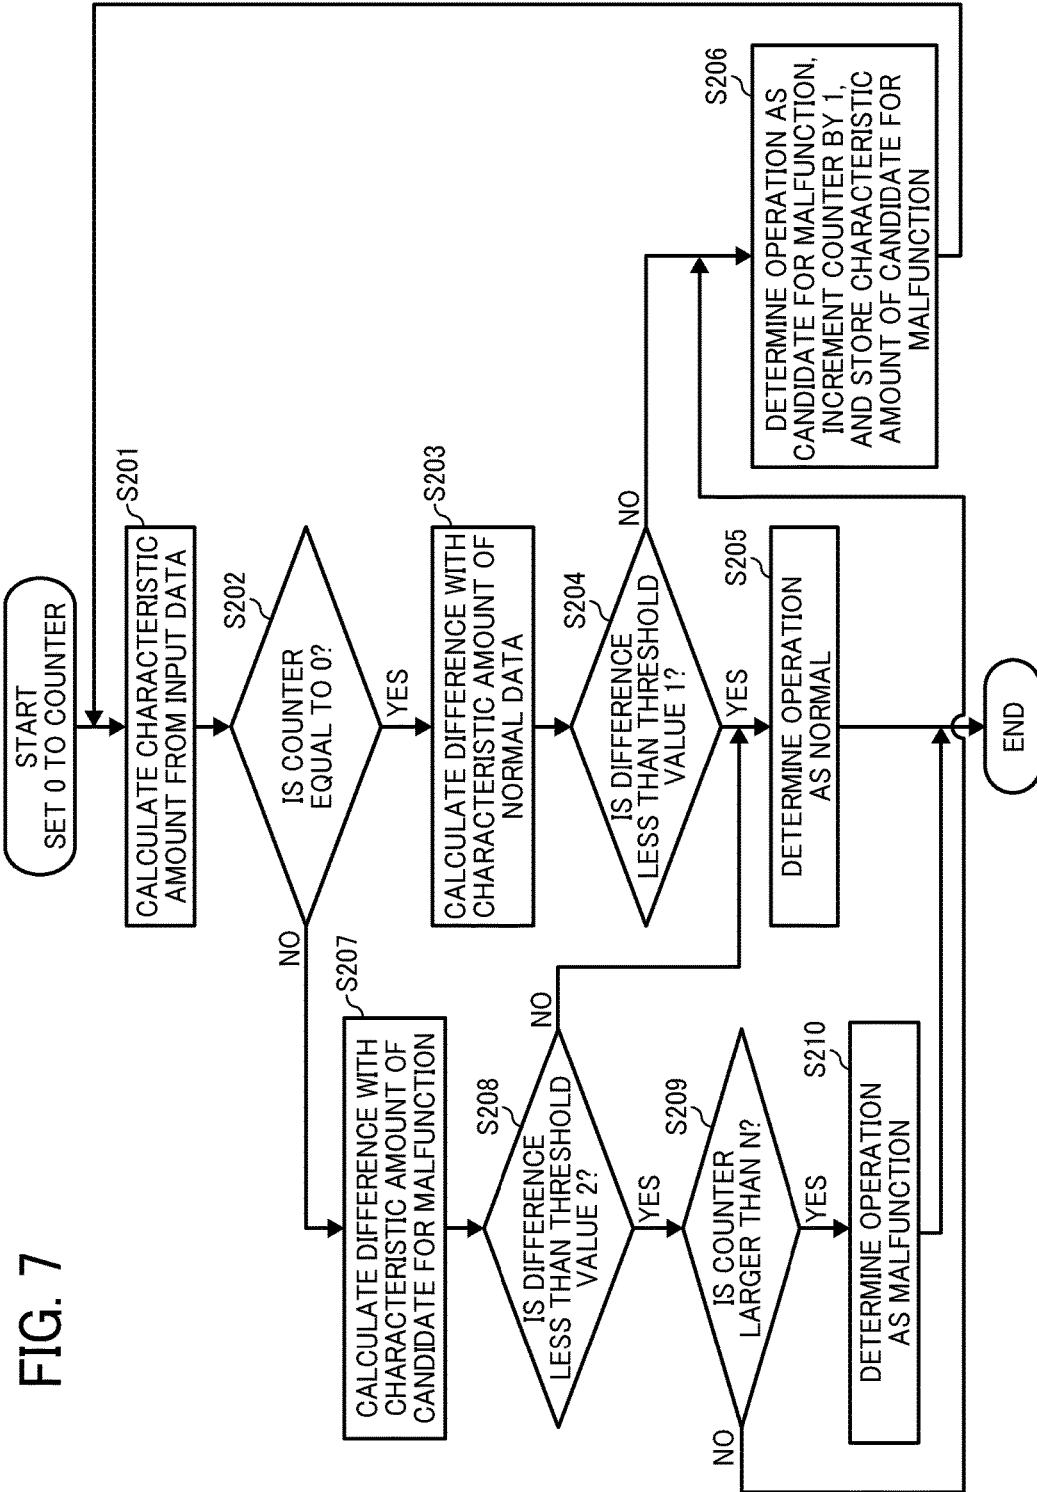 FIG. 7
START
SET 0 TO COUNTER
S201
CALCULATE CHARACTERISTIC
AMOUNT FROM INPUT DATA
S202
IS COUNTER
EQUAL TO 0?
NO
YES
S207
CALCULATE DIFFERENCE WITH
CHARACTERISTIC AMOUNT OF
CANDIDATE FOR MALFUNCTION
S203
CALCULATE DIFFERENCE WITH
CHARACTERISTIC AMOUNT OF
NORMAL DATA
S208
IS DIFFERENCE
LESS THAN THRESHOLD
VALUE 2?
NO
YES
S204
IS DIFFERENCE
LESS THAN THRESHOLD
VALUE 1?
NO
YES
S209
IS COUNTER
LARGER THAN N?
NO
YES
S205
DETERMINE OPERATION
AS NORMAL
S206
DETERMINE OPERATION AS
CANDIDATE FOR MALFUNCTION,
INCREMENT COUNTER BY 1,
AND STORE CHARACTERISTIC
AMOUNT OF CANDIDATE FOR
MALFUNCTION
S210
DETERMINE OPERATION
AS MALFUNCTION
END